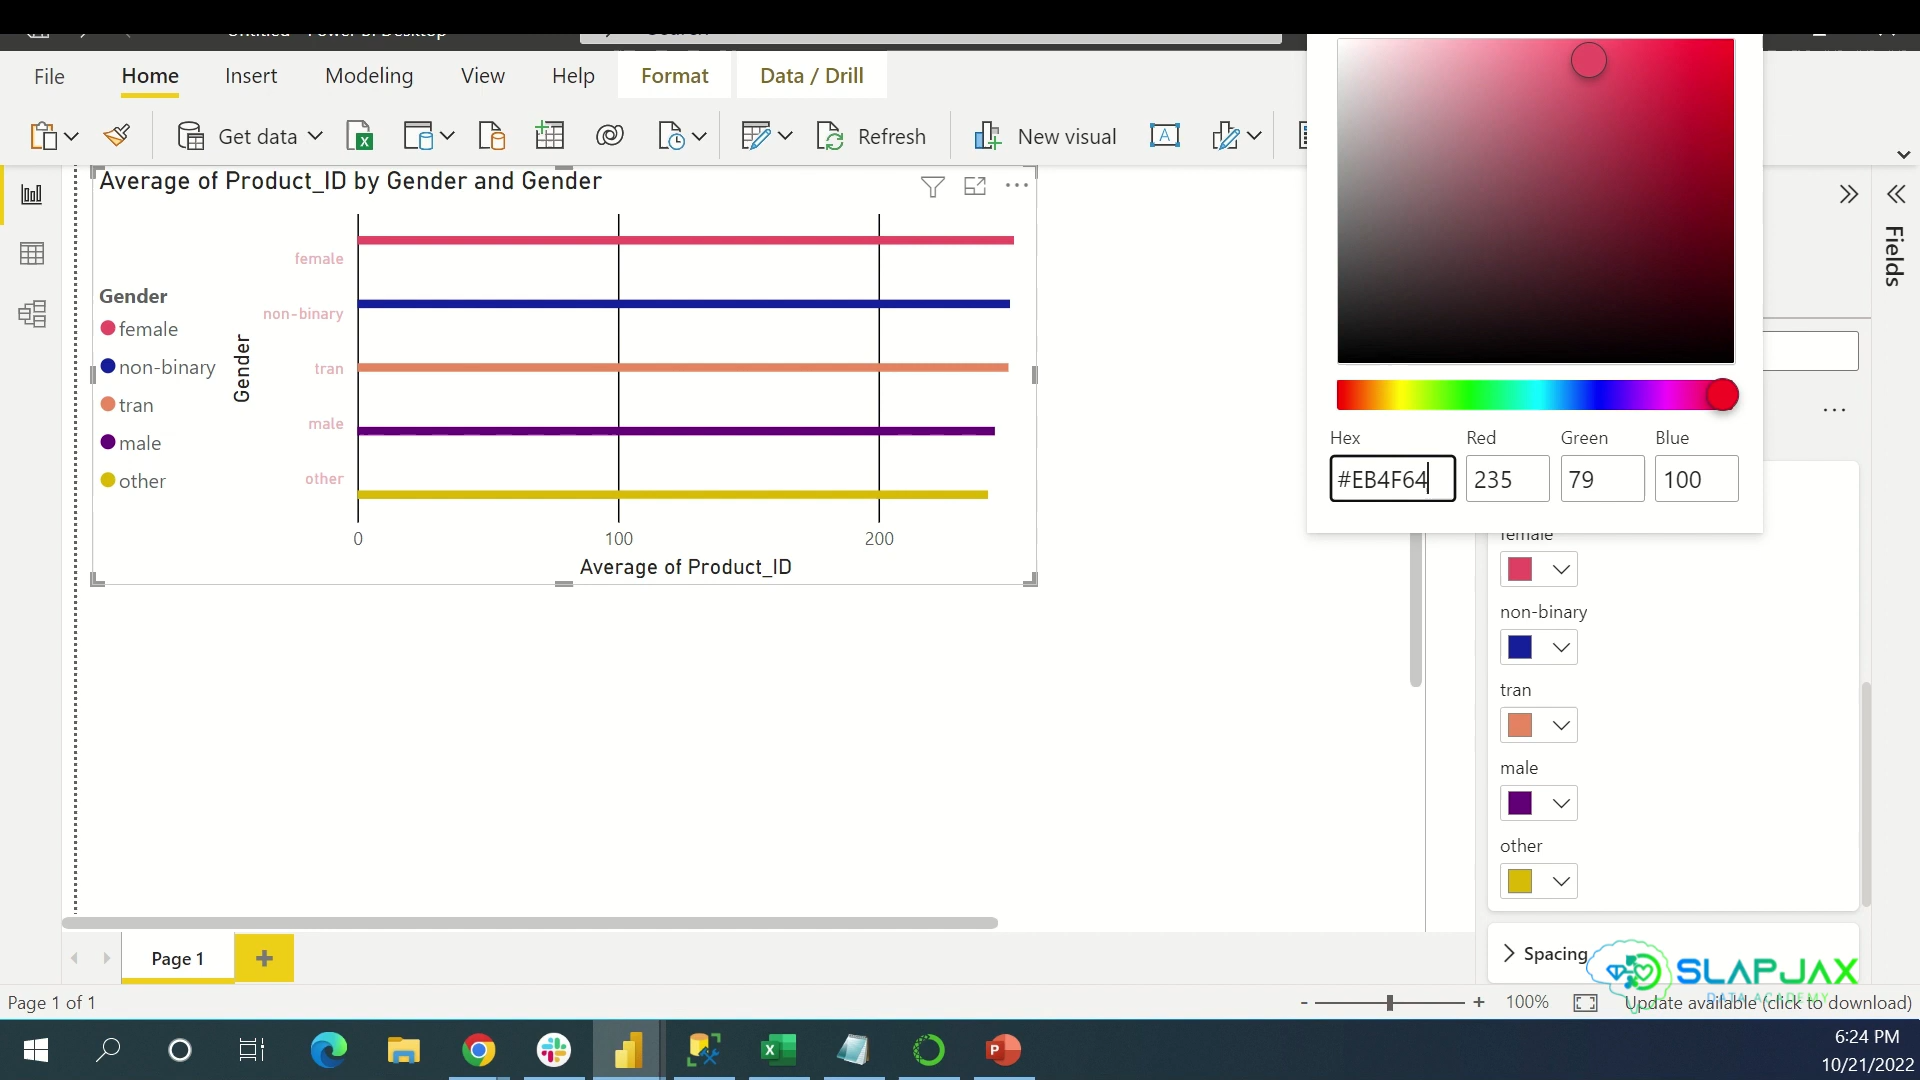 File
Home
Insert
Modeling
View
Help
Format
Data / Drill
Get data
Refresh
New visual
Average of Product_ID by Gender and Gender
Gender
female
non-binary
tran
male
other
Gender
female
non-binary
tran
male
other
0
100
200
Average of Product_ID
Hex
Red
Green
Blue
#EB4F64
235
79
100
Fields
female
non-binary
tran
male
other
Spacing
SLAPJAX
DATA ACADEMY
Page 1
Page 1 of 1
100%
Update available (click to download)
6:24 PM
10/21/2022